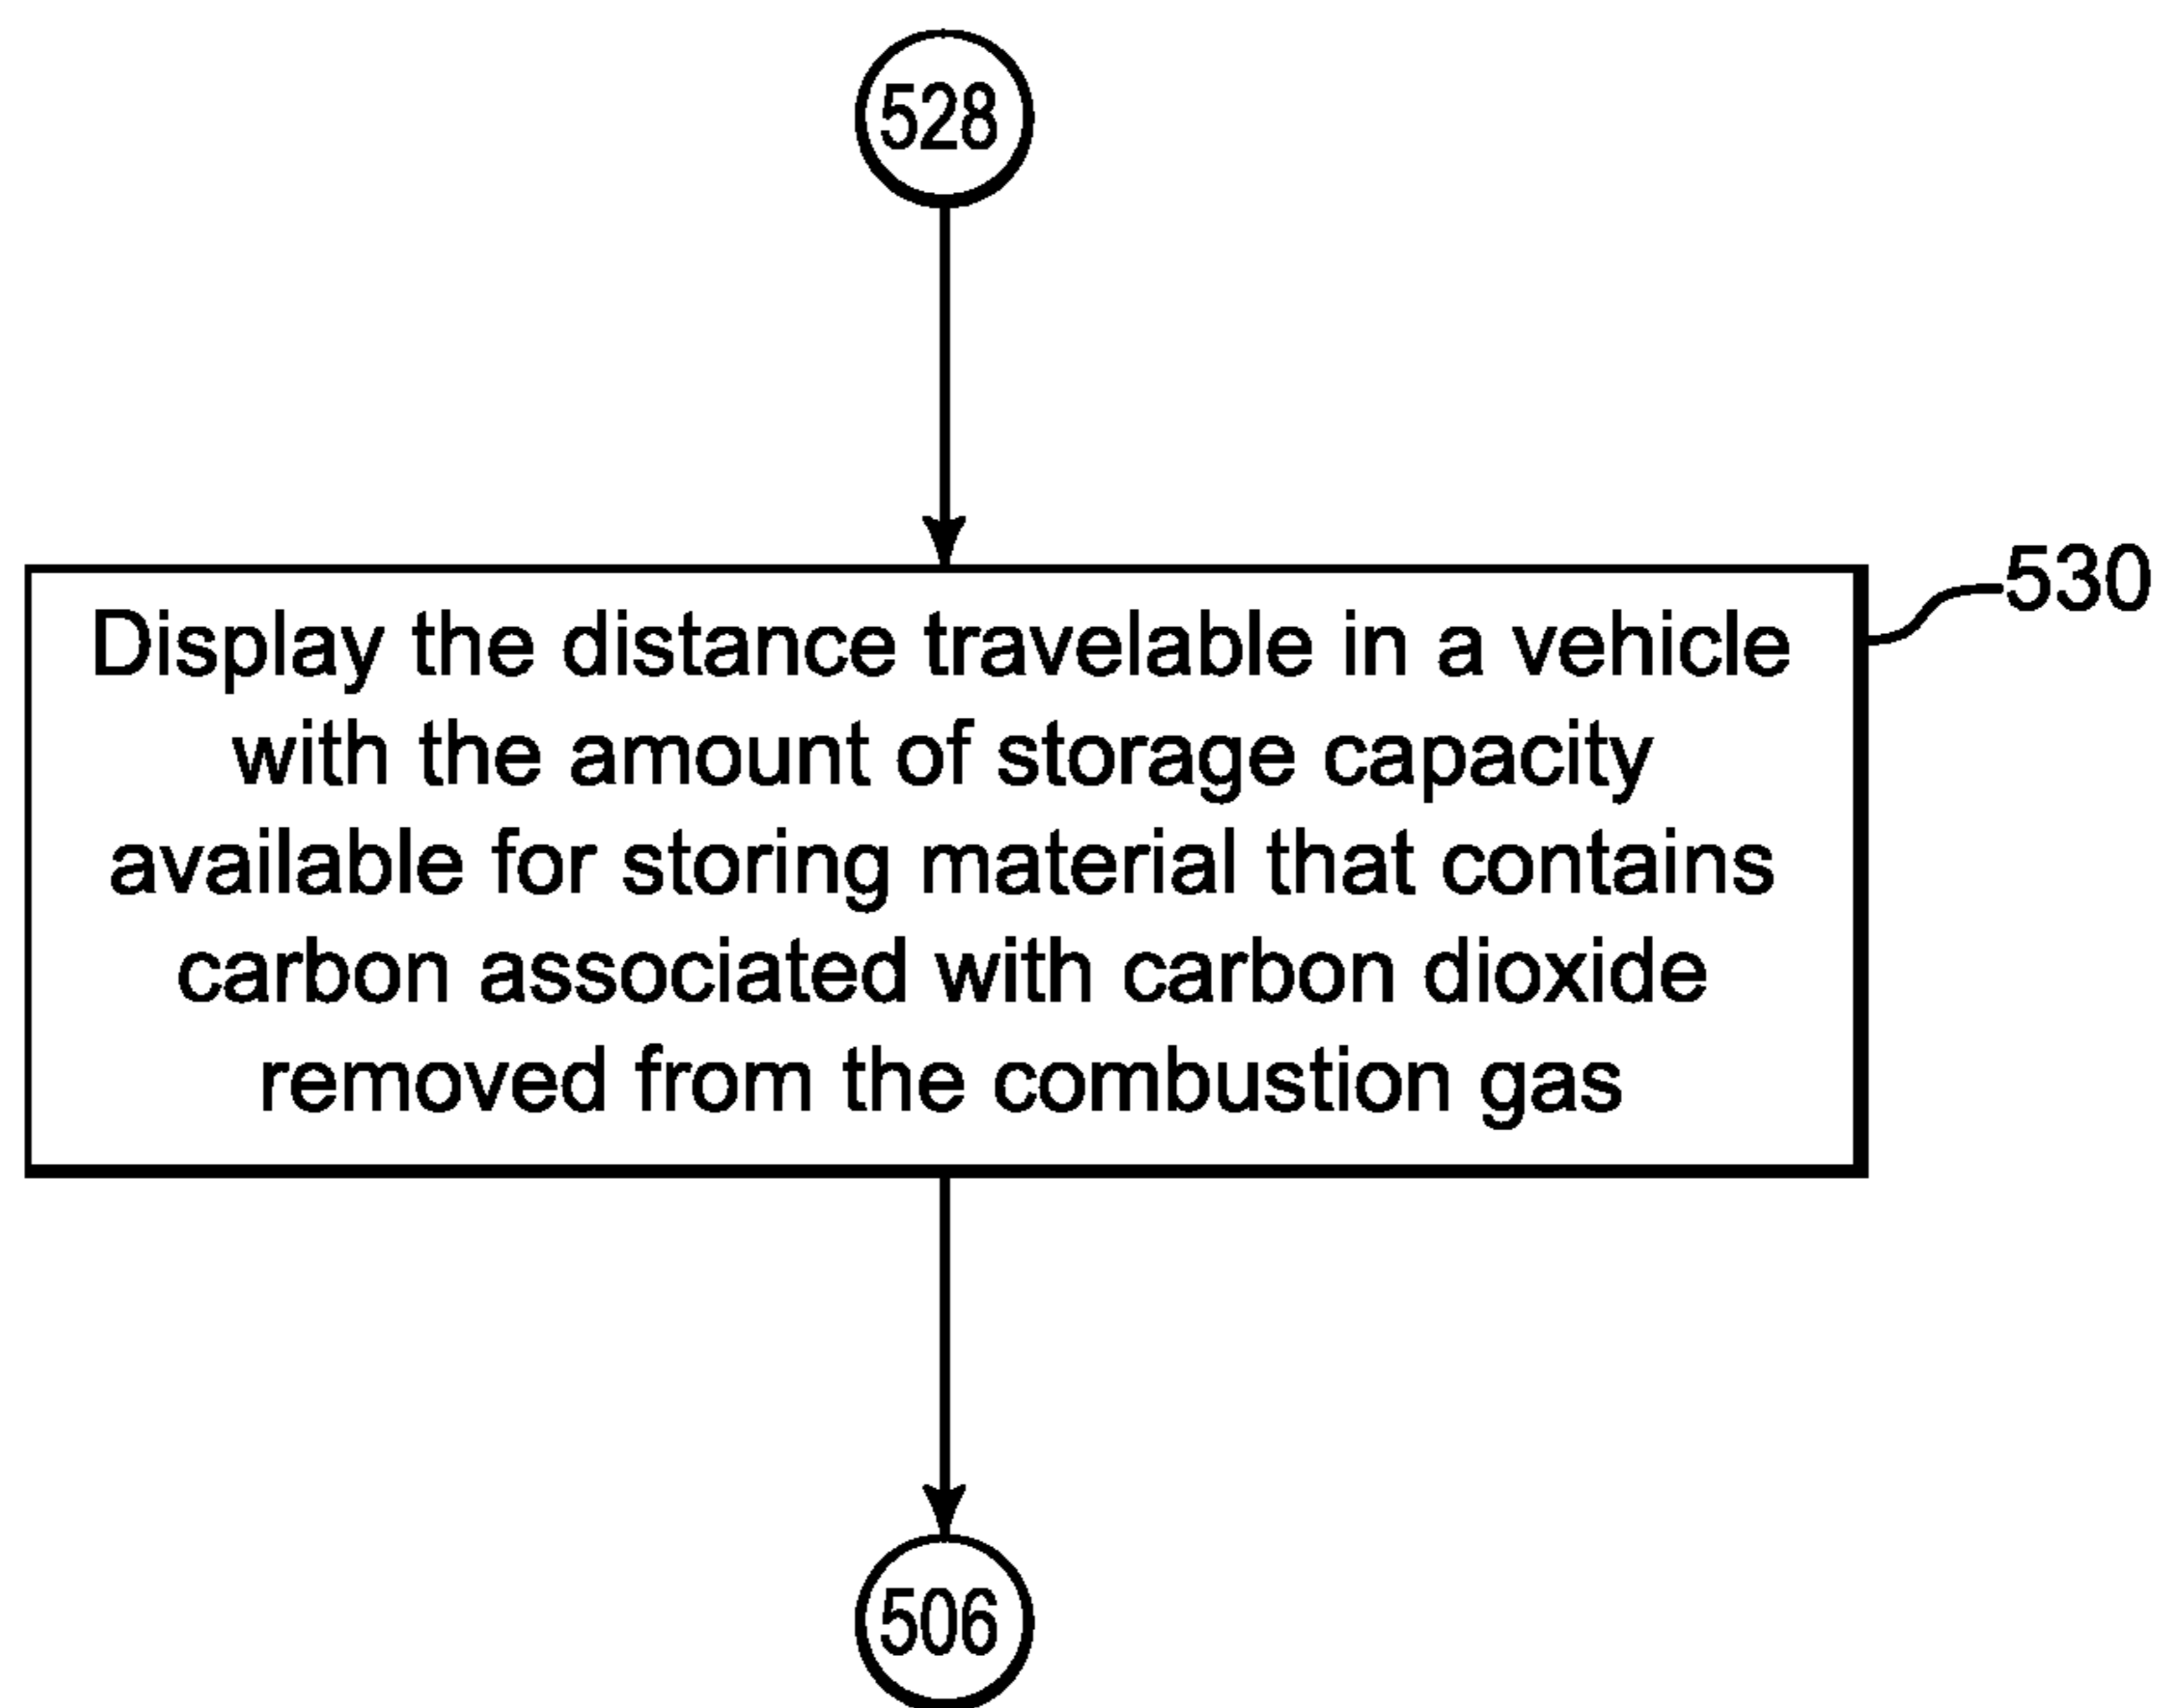 528
530
Display the distance travelable in a vehicle
with the amount of storage capacity
available for storing material that contains
carbon associated with carbon dioxide
removed from the combustion gas
506